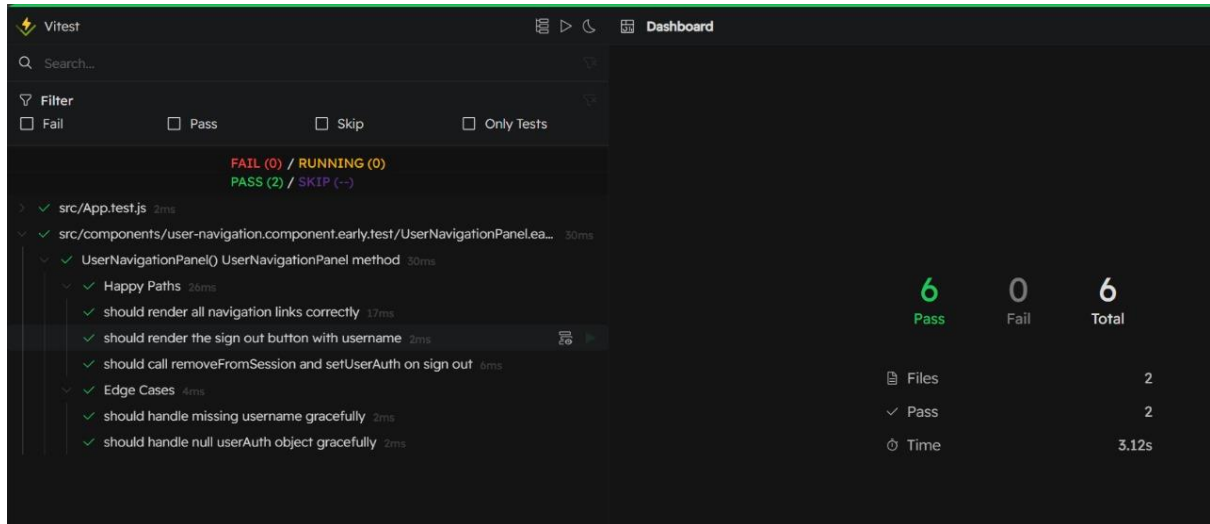 Vitest
Search...
Filter
Fail Pass Skip Only Tests
FAIL (0) / RUNNING (0)
PASS (2) / SKIP (--)
src/App.test.js 2ms
src/components/user-navigation.component.early.test/UserNavigationPanel.ea... 30ms
UserNavigationPanel() UserNavigationPanel method 30ms
Happy Paths 26ms
should render all navigation links correctly 17ms
should render the sign out button with username 2ms
should call removeFromSession and setUserAuth on sign out 6ms
Edge Cases 4ms
should handle missing username gracefully 2ms
should handle null userAuth object gracefully 2ms
Dashboard
6 0 6
Pass Fail Total
Files 2
Pass 2
Time 3.12s